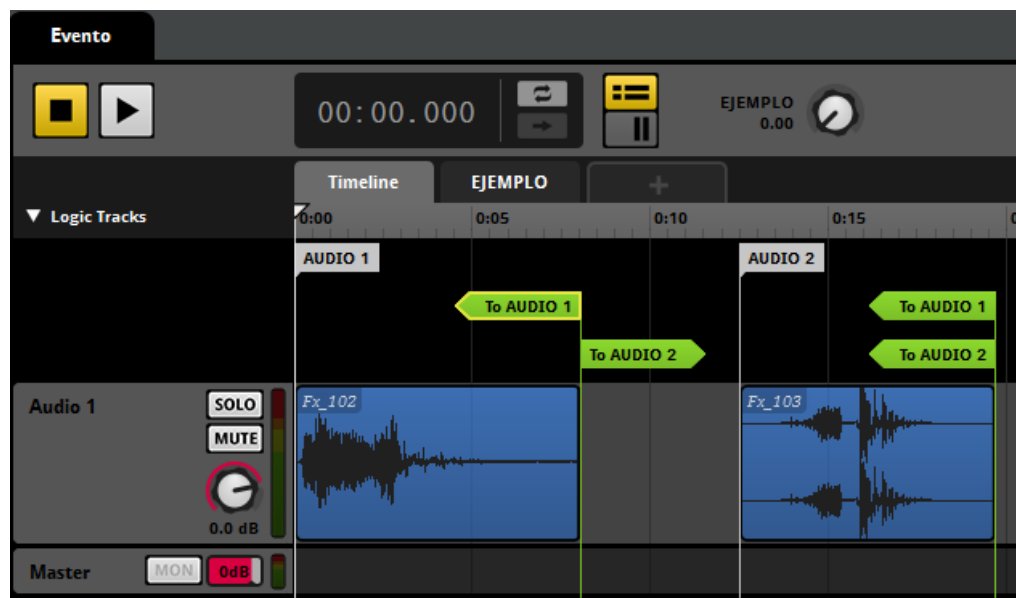 Evento
00:00.000
EJEMPLO
0.00
Timeline
EJEMPLO
+
Logic Tracks
0:00
0:05
0:10
0:15
AUDIO 1
AUDIO 2
To AUDIO 1
To AUDIO 1
To AUDIO 2
To AUDIO 2
Audio 1
SOLO
MUTE
0.0 dB
Fx_102
Fx_103
Master
MON
0dB